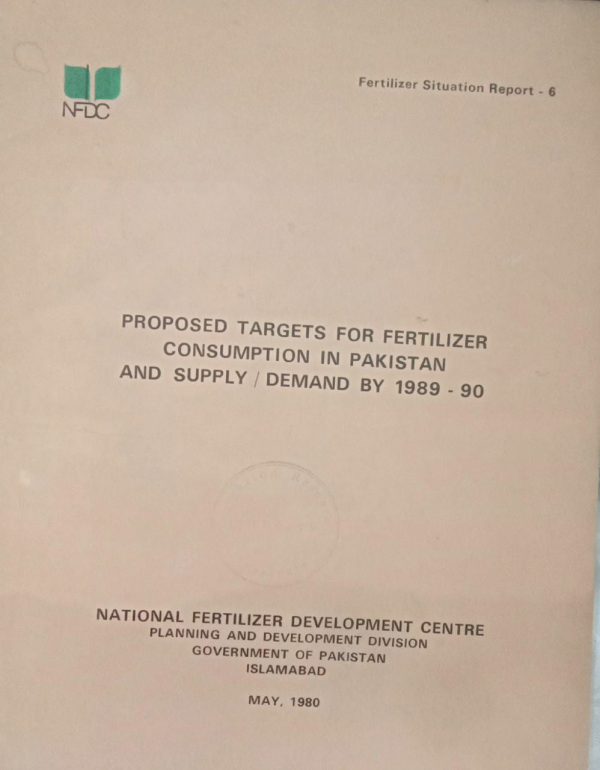 NFDC
Fertilizer Situation Report - 6
PROPOSED TARGETS FOR FERTILIZER
CONSUMPTION IN PAKISTAN
AND SUPPLY / DEMAND BY 1989 - 90
NATIONAL FERTILIZER DEVELOPMENT CENTRE
PLANNING AND DEVELOPMENT DIVISION
GOVERNMENT OF PAKISTAN
ISLAMABAD
MAY, 1980